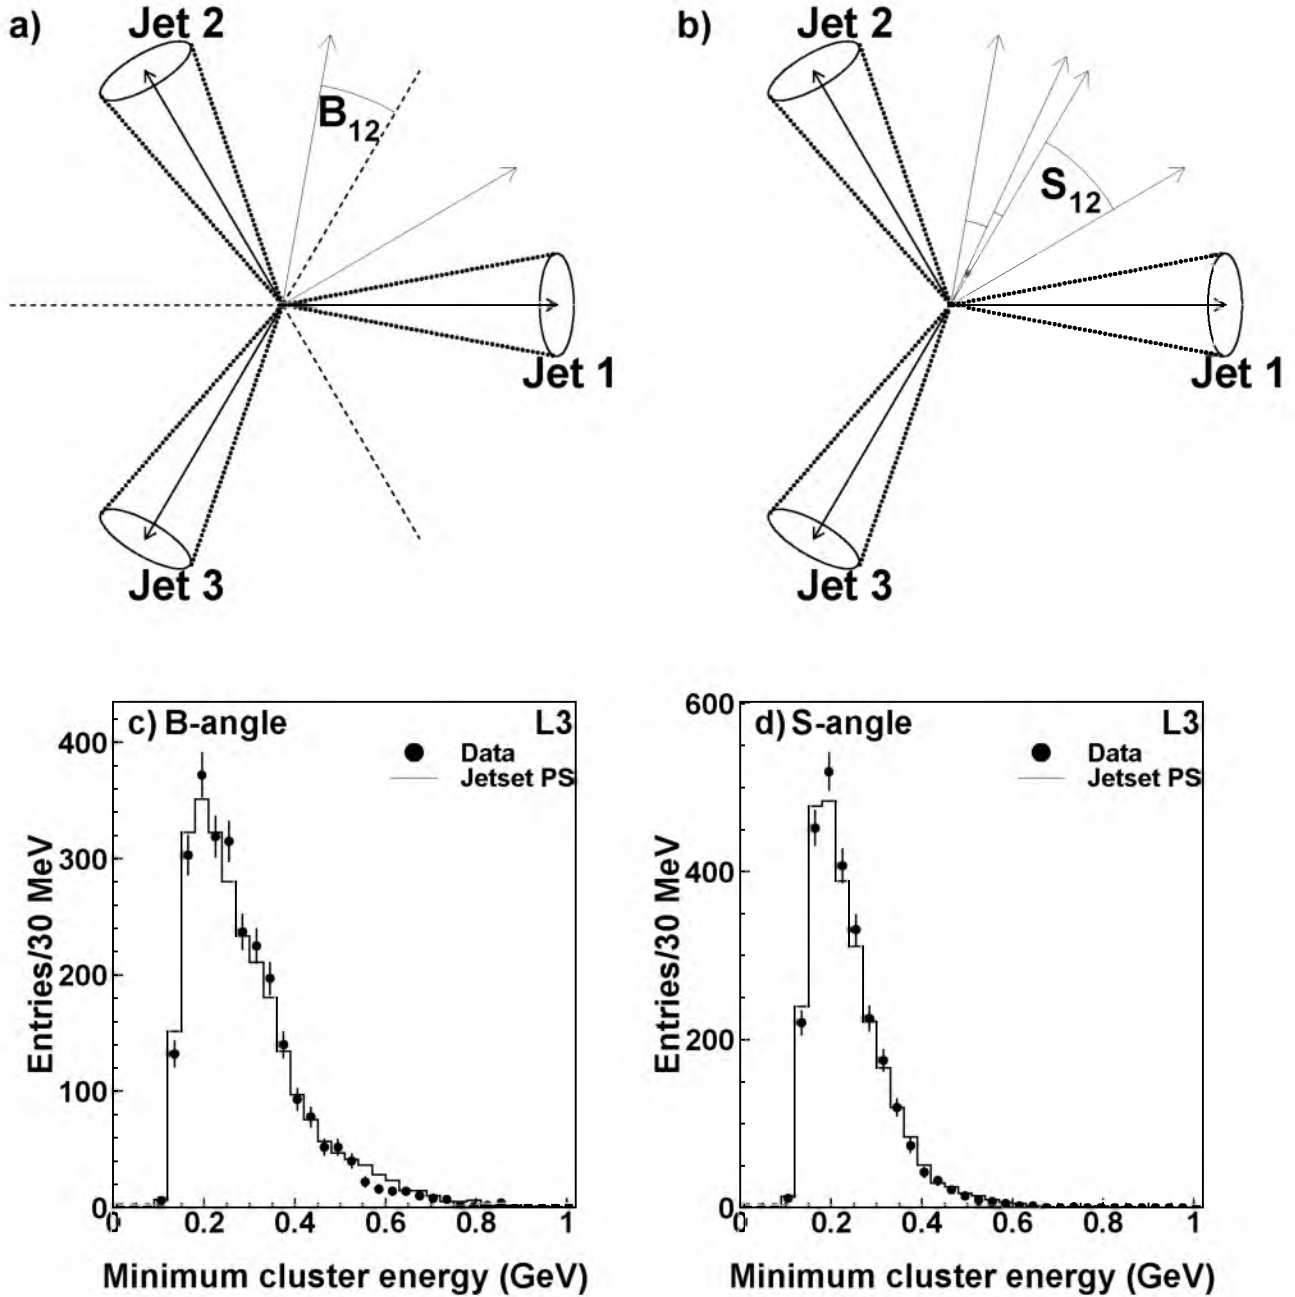 a)
Jet 2
B12
Jet 1
Jet 3
b)
Jet 2
S12
Jet 1
Jet 3
c) B-angle L3
Data
Jetset PS
Entries/30 MeV
400
300
200
100
0
0 0.2 0.4 0.6 0.8 1
Minimum cluster energy (GeV)
d) S-angle L3
Data
Jetset PS
Entries/30 MeV
600
400
200
0
0 0.2 0.4 0.6 0.8 1
Minimum cluster energy (GeV)